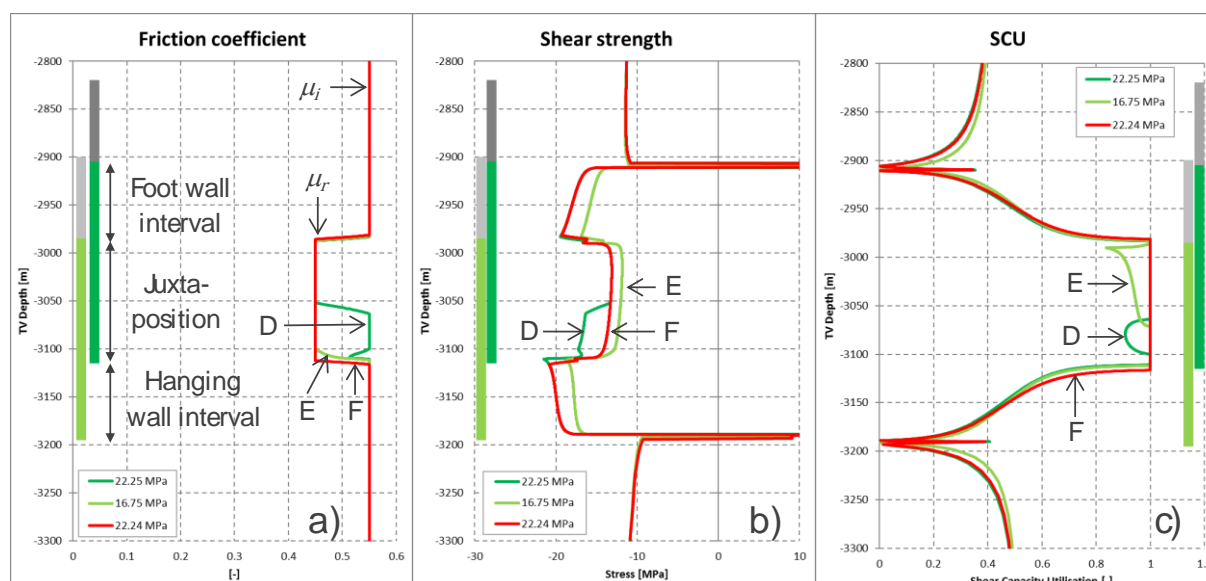 Friction coefficient
-2800
-2850
-2900
-2950
-3000
-3050
-3100
-3150
-3200
-3250
-3300
TV Depth [m]
μi
μr
Foot wall
interval
Juxta-
position
D
Hanging
wall interval
E
F
22.25 MPa
16.75 MPa
22.24 MPa
a)
0
0.1
0.2
0.3
0.4
0.5
0.6
[-]
Shear strength
-2800
-2850
-2900
-2950
-3000
-3050
-3100
-3150
-3200
-3250
-3300
TV Depth [m]
E
D
F
22.25 MPa
16.75 MPa
22.24 MPa
b)
-30
-20
-10
0
10
Stress [MPa]
SCU
-2800
-2850
-2900
-2950
-3000
-3050
-3100
-3150
-3200
-3250
-3300
TV Depth [m]
22.25 MPa
16.75 MPa
22.24 MPa
E
D
F
c)
0
0.2
0.4
0.6
0.8
1
Shear Capacity Utilisation [-]